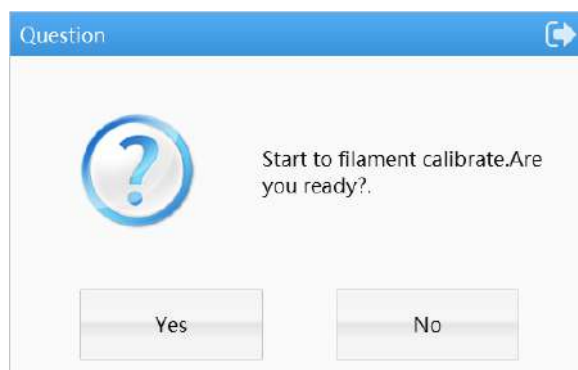 Question
Start to filament calibrate.Are
you ready?.
Yes
No